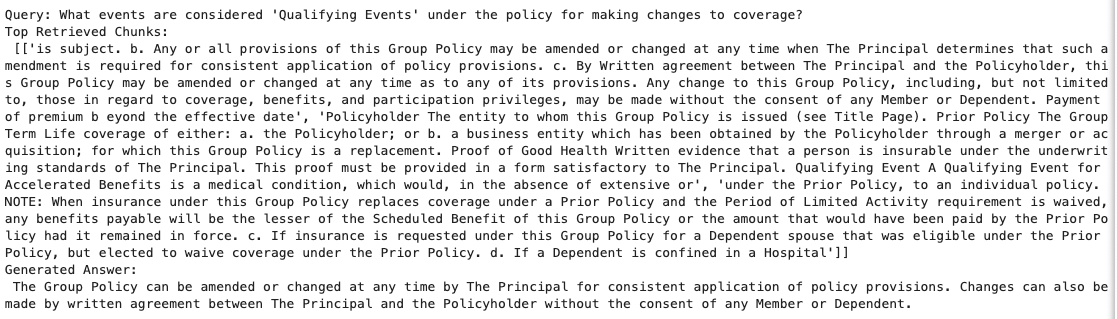 Query: What events are considered 'Qualifying Events' under the policy for making changes to coverage?
Top Retrieved Chunks:
[['is subject. b. Any or all provisions of this Group Policy may be amended or changed at any time when The Principal determines that such a
mendment is required for consistent application of policy provisions. c. By Written agreement between The Principal and the Policyholder, thi
s Group Policy may be amended or changed at any time as to any of its provisions. Any change to this Group Policy, including, but not limited
to, those in regard to coverage, benefits, and participation privileges, may be made without the consent of any Member or Dependent. Payment
of premium b eyond the effective date', 'Policyholder The entity to whom this Group Policy is issued (see Title Page). Prior Policy The Group
Term Life coverage of either: a. the Policyholder; or b. a business entity which has been obtained by the Policyholder through a merger or ac
quisition; for which this Group Policy is a replacement. Proof of Good Health Written evidence that a person is insurable under the underwrit
ing standards of The Principal. This proof must be provided in a form satisfactory to The Principal. Qualifying Event A Qualifying Event for
Accelerated Benefits is a medical condition, which would, in the absence of extensive or', 'under the Prior Policy, to an individual policy.
NOTE: When insurance under this Group Policy replaces coverage under a Prior Policy and the Period of Limited Activity requirement is waived,
any benefits payable will be the lesser of the Scheduled Benefit of this Group Policy or the amount that would have been paid by the Prior Po
licy had it remained in force. c. If insurance is requested under this Group Policy for a Dependent spouse that was eligible under the Prior
Policy, but elected to waive coverage under the Prior Policy. d. If a Dependent is confined in a Hospital']]
Generated Answer:
The Group Policy can be amended or changed at any time by The Principal for consistent application of policy provisions. Changes can also be
made by written agreement between The Principal and the Policyholder without the consent of any Member or Dependent.